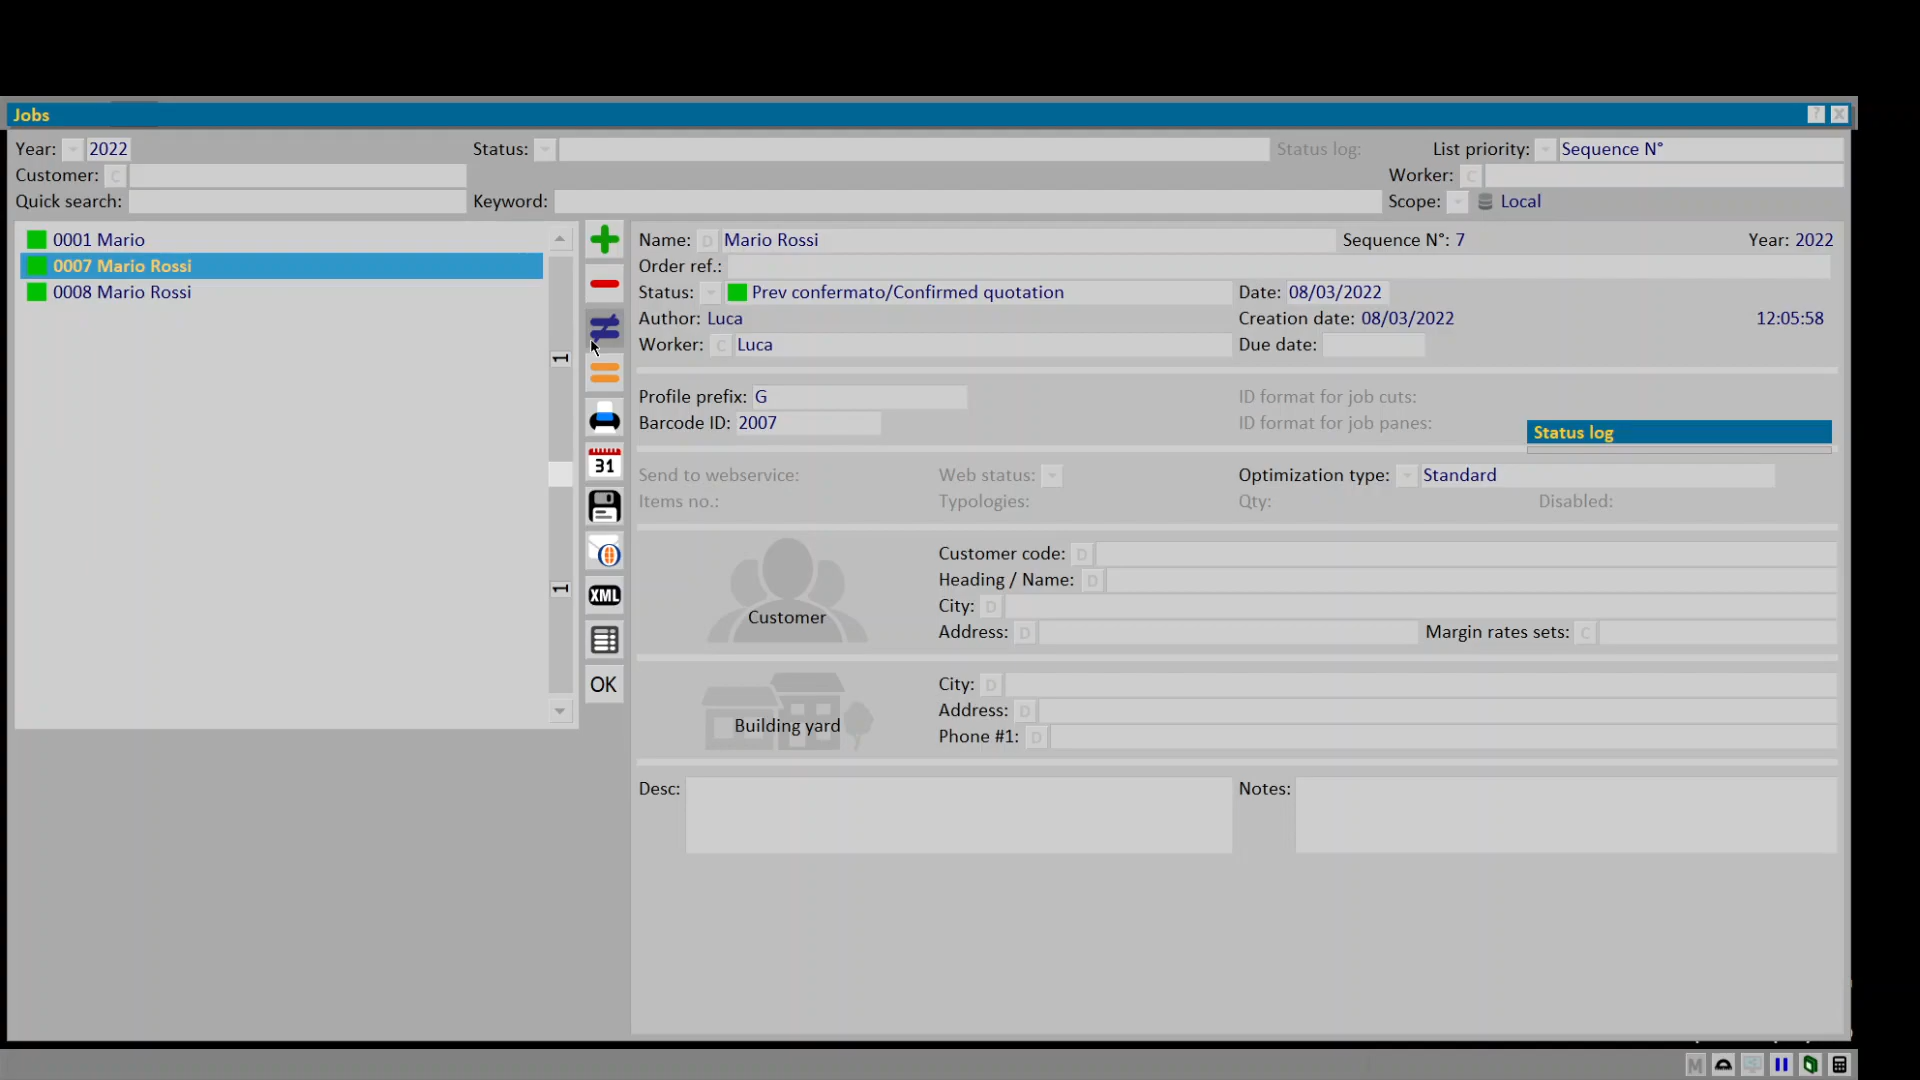 Jobs ? X
Year: 2022 Status: Status log: List priority: Sequence N°
Customer: C Worker: C
Quick search: Keyword: Scope: Local
0001 Mario
0007 Mario Rossi
0008 Mario Rossi
1
1
31
XML
OK
Name: D Mario Rossi Sequence N°: 7 Year: 2022
Order ref.:
Status: Prev confermato/Confirmed quotation Date: 08/03/2022
Author: Luca Creation date: 08/03/2022 12:05:58
Worker: C Luca Due date:
Profile prefix: G ID format for job cuts:
Barcode ID: 2007 ID format for job panes:
Status log
Send to webservice: Web status: Optimization type: Standard
Items no.: Typologies: Qty: Disabled:
Customer
Customer code: D
Heading / Name: D
City: D
Address: D Margin rates sets: C
Building yard
City: D
Address: D
Phone #1: D
Desc: Notes:
M